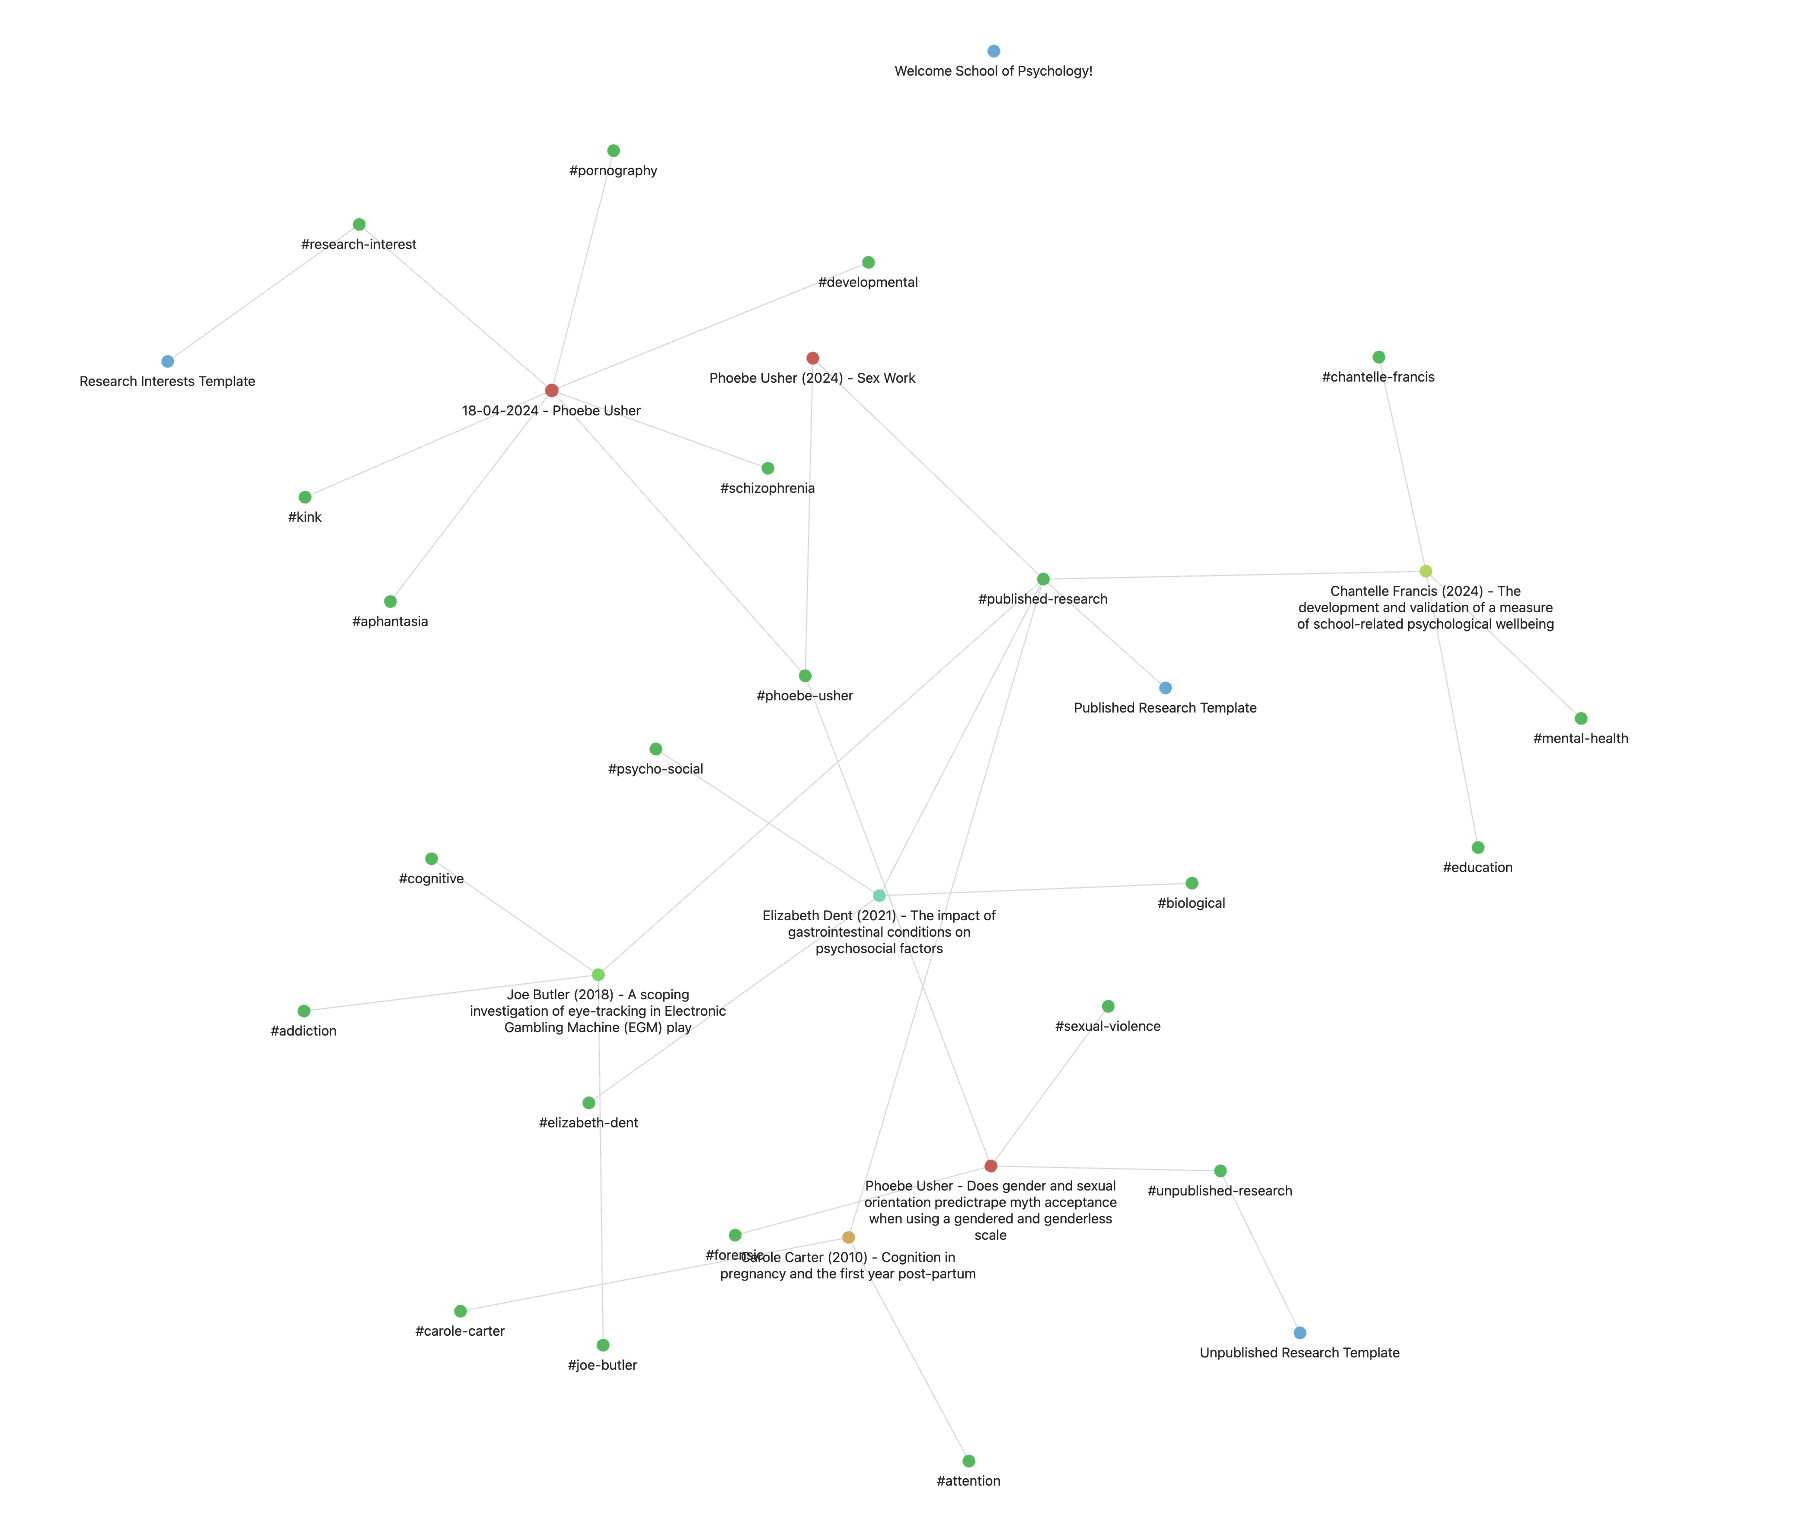 Welcome School of Psychology!
#pornography
#research-interest
#developmental
Research Interests Template
Phoebe Usher (2024) - Sex Work
#chantelle-francis
18-04-2024 - Phoebe Usher
#schizophrenia
#kink
#published-research
Chantelle Francis (2024) - The
development and validation of a measure
of school-related psychological wellbeing
#aphantasia
#phoebe-usher
Published Research Template
#mental-health
#psycho-social
#cognitive
#education
#biological
Elizabeth Dent (2021) - The impact of
gastrointestinal conditions on
psychosocial factors
Joe Butler (2018) - A scoping
investigation of eye-tracking in Electronic
Gambling Machine (EGM) play
#addiction
#sexual-violence
#elizabeth-dent
Phoebe Usher - Does gender and sexual
orientation predictrape myth acceptance
when using a gendered and genderless
scale
#unpublished-research
#forensic
Carole Carter (2010) - Cognition in
pregnancy and the first year post-partum
#carole-carter
#joe-butler
Unpublished Research Template
#attention